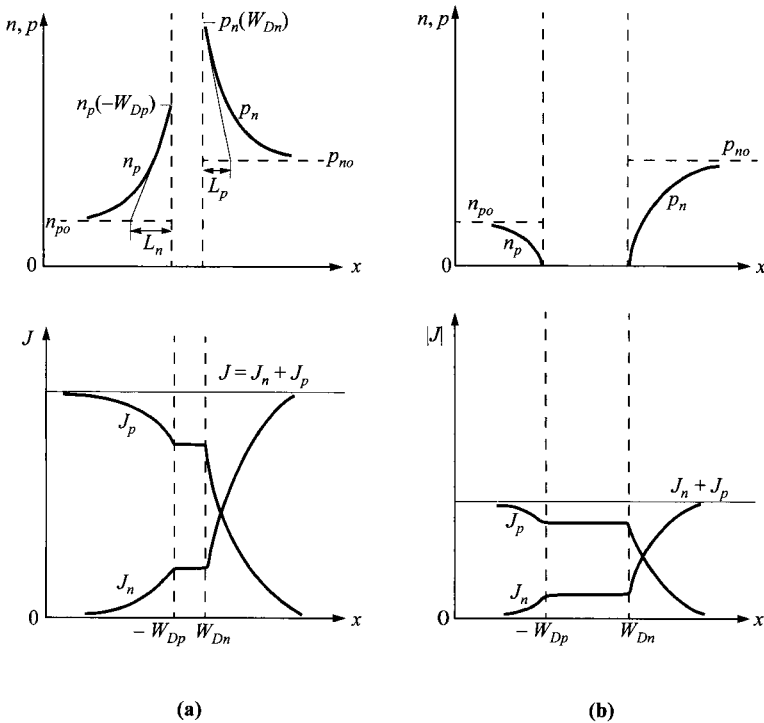 n, p
p_n(W_Dn)
n_p(−W_Dp)
p_n
n_p
p_no
L_p
n_po
L_n
0
x
n, p
p_no
n_po
p_n
n_p
0
x
J
J = J_n + J_p
J_p
J_n
0
− W_Dp
W_Dn
x
|J|
J_n + J_p
J_p
J_n
0
− W_Dp
W_Dn
x
(a)
(b)